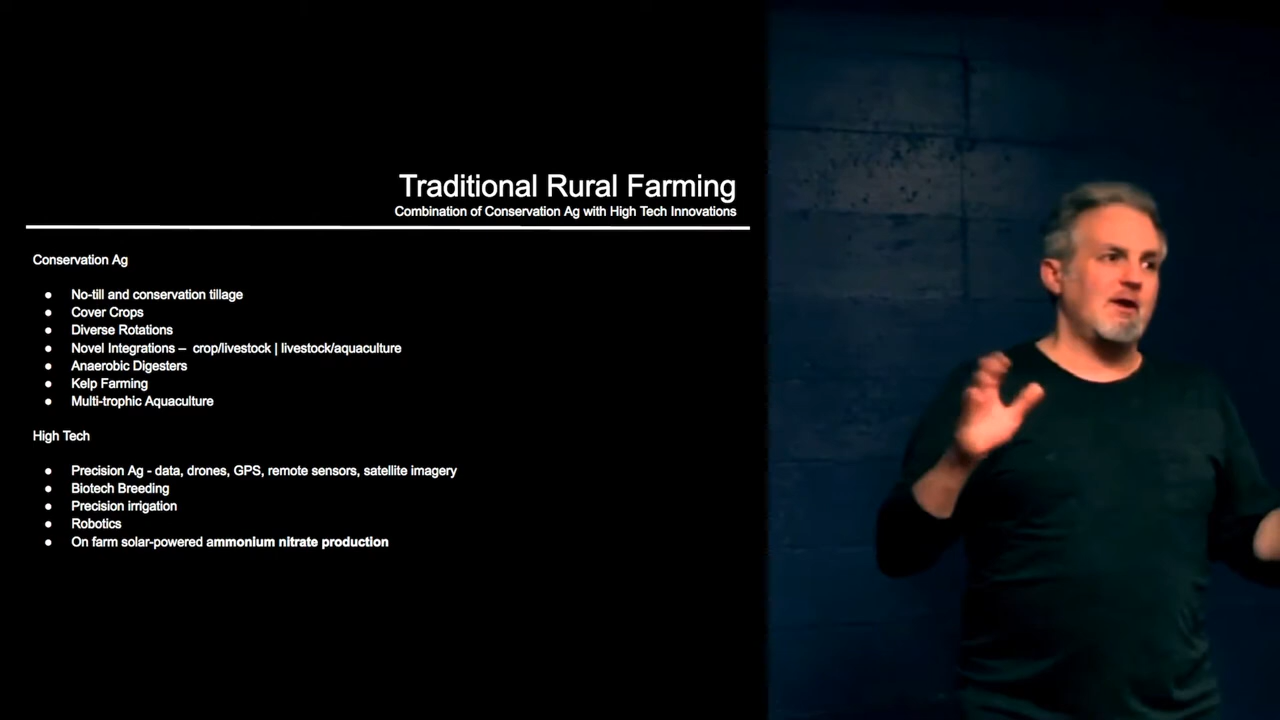 Traditional Rural Farming
Combination of Conservation Ag with High Tech Innovations
Conservation Ag
● No-till and conservation tillage
● Cover Crops
● Diverse Rotations
● Novel Integrations – crop/livestock | livestock/aquaculture
● Anaerobic Digesters
● Kelp Farming
● Multi-trophic Aquaculture
High Tech
● Precision Ag - data, drones, GPS, remote sensors, satellite imagery
● Biotech Breeding
● Precision irrigation
● Robotics
● On farm solar-powered ammonium nitrate production